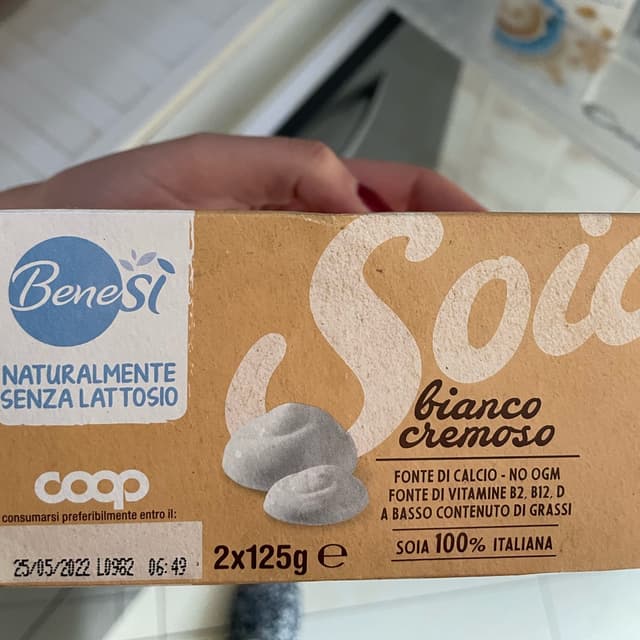 BeneSì
NATURALMENTE
SENZA LATTOSIO
coop
consumarsi preferibilmente entro il:
25/05/2022 L0982 06:49
2x125g e
Soia
bianco
cremoso
FONTE DI CALCIO - NO OGM
FONTE DI VITAMINE B2, B12, D
A BASSO CONTENUTO DI GRASSI
SOIA 100% ITALIANA